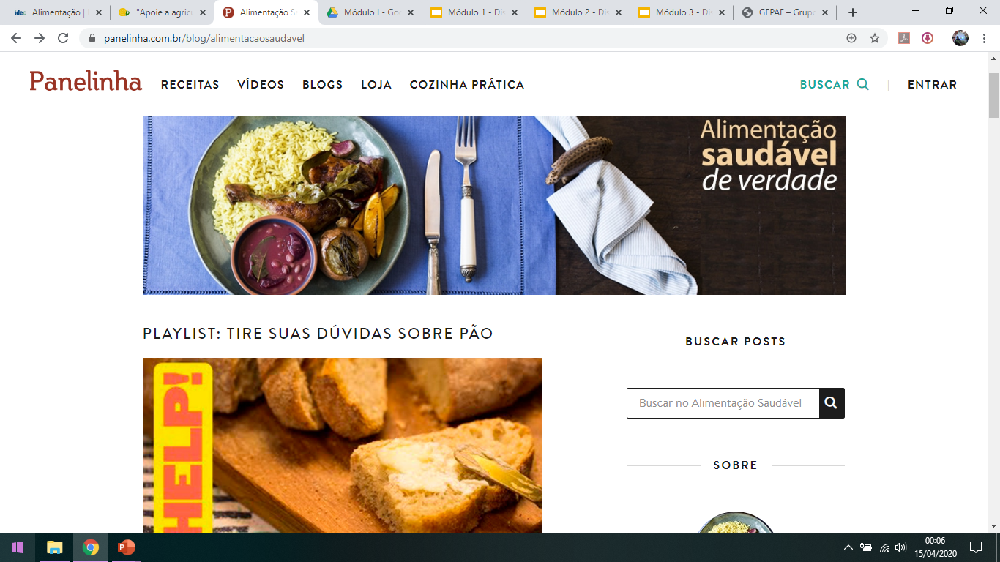 idec Alimentação |
"Apoie a agricu
Alimentação S
Módulo I - Goo
Módulo 1 - Dis
Módulo 2 - Dis
Módulo 3 - Dis
GEPAF – Grupo
panelinha.com.br/blog/alimentacaosaudavel
Panelinha RECEITAS VÍDEOS BLOGS LOJA COZINHA PRÁTICA BUSCAR | ENTRAR
Alimentação
saudável
de verdade
PLAYLIST: TIRE SUAS DÚVIDAS SOBRE PÃO
HELP!
BUSCAR POSTS
Buscar no Alimentação Saudável
SOBRE
00:06
15/04/2020